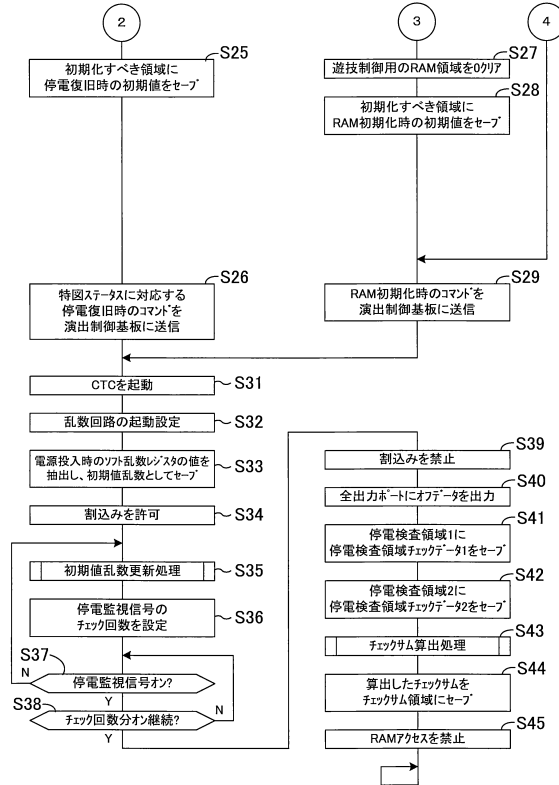 2
3
4
S25
初期化すべき領域に
停電復旧時の初期値をセーブ
S27
遊技制御用のRAM領域を0クリア
S28
初期化すべき領域に
RAM初期化時の初期値をセーブ
S26
特図ステータスに対応する
停電復旧時のコマンドを
演出制御基板に送信
S29
RAM初期化時のコマンドを
演出制御基板に送信
CTCを起動
S31
乱数回路の起動設定
S32
電源投入時のソフト乱数レジスタの値を
抽出し、初期値乱数としてセーブ
S33
割込みを許可
S34
初期値乱数更新処理
S35
停電監視信号の
チェック回数を設定
S36
S37
N
停電監視信号オン?
Y
S38
N
チェック回数分オン継続?
Y
S39
割込みを禁止
S40
全出力ポートにオフデータを出力
S41
停電検査領域1に
停電検査領域チェックデータ1をセーブ
S42
停電検査領域2に
停電検査領域チェックデータ2をセーブ
S43
チェックサム算出処理
S44
算出したチェックサムを
チェックサム領域にセーブ
S45
RAMアクセスを禁止